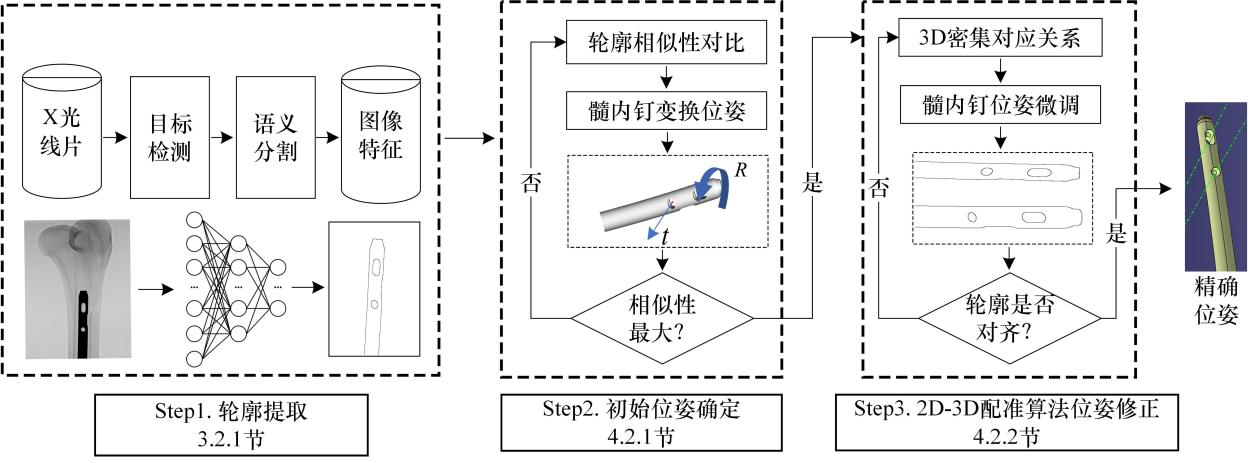 X光
线片
目标
检测
语义
分割
图像
特征
...
...
...
Step1. 轮廓提取
3.2.1节
轮廓相似性对比
髓内钉变换位姿
R
t
相似性
最大?
否
是
Step2. 初始位姿确定
4.2.1节
3D密集对应关系
髓内钉位姿微调
轮廓是否
对齐?
否
是
Step3. 2D-3D配准算法位姿修正
4.2.2节
精确
位姿